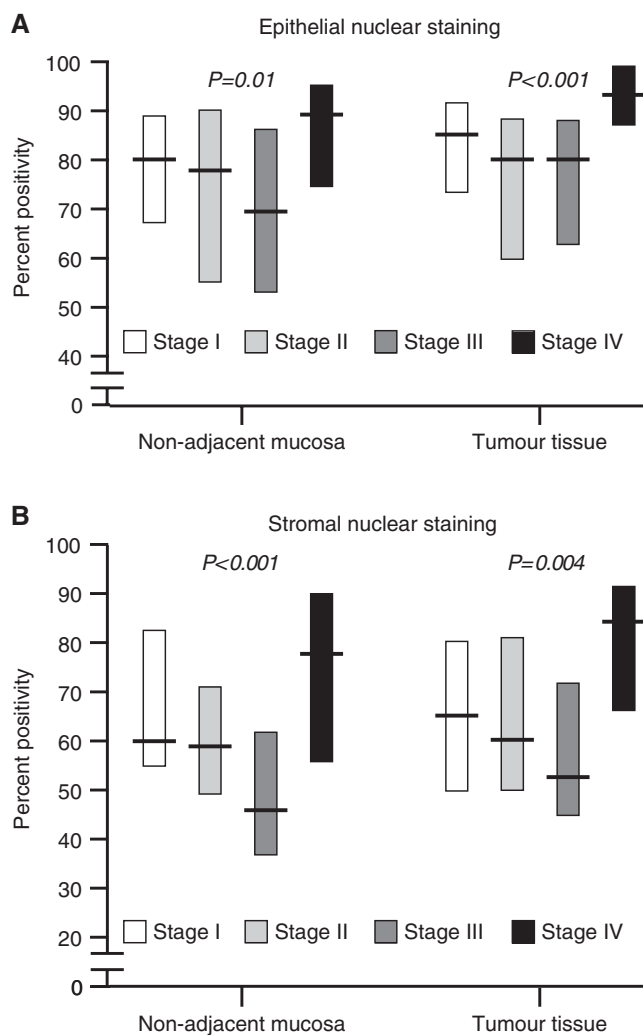 A
Epithelial nuclear staining
P=0.01
P<0.001
Percent positivity
100
90
80
70
60
50
40
0
Stage I Stage II Stage III Stage IV
Non-adjacent mucosa Tumour tissue
B
Stromal nuclear staining
P<0.001
P=0.004
Percent positivity
100
90
80
70
60
50
40
30
20
0
Stage I Stage II Stage III Stage IV
Non-adjacent mucosa Tumour tissue